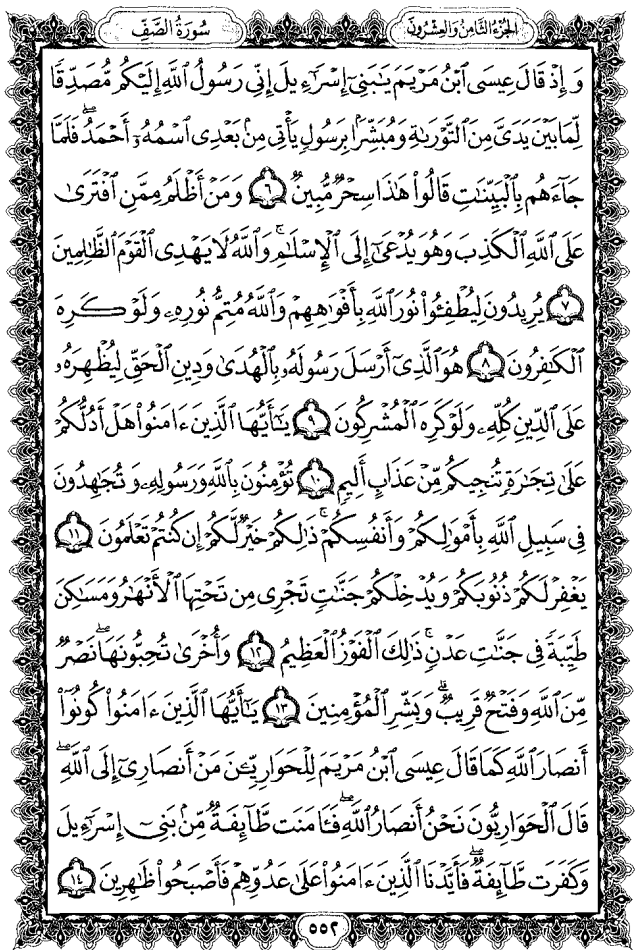 الجزء الثامن والعشرون
سورة الصف
وَإِذْ قَالَ عِيسَى ٱبْنُ مَرْيَمَ يَٰبَنِىٓ إِسْرَٰٓءِيلَ إِنِّى رَسُولُ ٱللَّهِ إِلَيْكُم مُّصَدِّقًا
لِّمَا بَيْنَ يَدَىَّ مِنَ ٱلتَّوْرَىٰةِ وَمُبَشِّرًۢا بِرَسُولٍ يَأْتِى مِنۢ بَعْدِى ٱسْمُهُۥٓ أَحْمَدُ ۖ فَلَمَّا
جَآءَهُم بِٱلْبَيِّنَٰتِ قَالُوا۟ هَٰذَا سِحْرٌ مُّبِينٌ ٦ وَمَنْ أَظْلَمُ مِمَّنِ ٱفْتَرَىٰ
عَلَى ٱللَّهِ ٱلْكَذِبَ وَهُوَ يُدْعَىٰٓ إِلَى ٱلْإِسْلَٰمِ ۚ وَٱللَّهُ لَا يَهْدِى ٱلْقَوْمَ ٱلظَّٰلِمِينَ
٧ يُرِيدُونَ لِيُطْفِـُٔوا۟ نُورَ ٱللَّهِ بِأَفْوَٰهِهِمْ وَٱللَّهُ مُتِمُّ نُورِهِۦ وَلَوْ كَرِهَ
ٱلْكَٰفِرُونَ ٨ هُوَ ٱلَّذِىٓ أَرْسَلَ رَسُولَهُۥ بِٱلْهُدَىٰ وَدِينِ ٱلْحَقِّ لِيُظْهِرَهُۥ
عَلَى ٱلدِّينِ كُلِّهِۦ وَلَوْ كَرِهَ ٱلْمُشْرِكُونَ ٩ يَٰٓأَيُّهَا ٱلَّذِينَ ءَامَنُوا۟ هَلْ أَدُلُّكُمْ
عَلَىٰ تِجَٰرَةٍ تُنجِيكُم مِّنْ عَذَابٍ أَلِيمٍ ١٠ تُؤْمِنُونَ بِٱللَّهِ وَرَسُولِهِۦ وَتُجَٰهِدُونَ
فِى سَبِيلِ ٱللَّهِ بِأَمْوَٰلِكُمْ وَأَنفُسِكُمْ ۚ ذَٰلِكُمْ خَيْرٌ لَّكُمْ إِن كُنتُمْ تَعْلَمُونَ ١١
يَغْفِرْ لَكُمْ ذُنُوبَكُمْ وَيُدْخِلْكُمْ جَنَّٰتٍ تَجْرِى مِن تَحْتِهَا ٱلْأَنْهَٰرُ وَمَسَٰكِنَ
طَيِّبَةً فِى جَنَّٰتِ عَدْنٍ ۚ ذَٰلِكَ ٱلْفَوْزُ ٱلْعَظِيمُ ١٢ وَأُخْرَىٰ تُحِبُّونَهَا ۖ نَصْرٌ
مِّنَ ٱللَّهِ وَفَتْحٌ قَرِيبٌ ۗ وَبَشِّرِ ٱلْمُؤْمِنِينَ ١٣ يَٰٓأَيُّهَا ٱلَّذِينَ ءَامَنُوا۟ كُونُوٓا۟
أَنصَارَ ٱللَّهِ كَمَا قَالَ عِيسَى ٱبْنُ مَرْيَمَ لِلْحَوَارِيِّـۧنَ مَنْ أَنصَارِىٓ إِلَى ٱللَّهِ ۖ
قَالَ ٱلْحَوَارِيُّونَ نَحْنُ أَنصَارُ ٱللَّهِ ۖ فَـَٔامَنَت طَّآئِفَةٌ مِّنۢ بَنِىٓ إِسْرَٰٓءِيلَ
وَكَفَرَت طَّآئِفَةٌ ۖ فَأَيَّدْنَا ٱلَّذِينَ ءَامَنُوا۟ عَلَىٰ عَدُوِّهِمْ فَأَصْبَحُوا۟ ظَٰهِرِينَ ١٤
٥٥٢